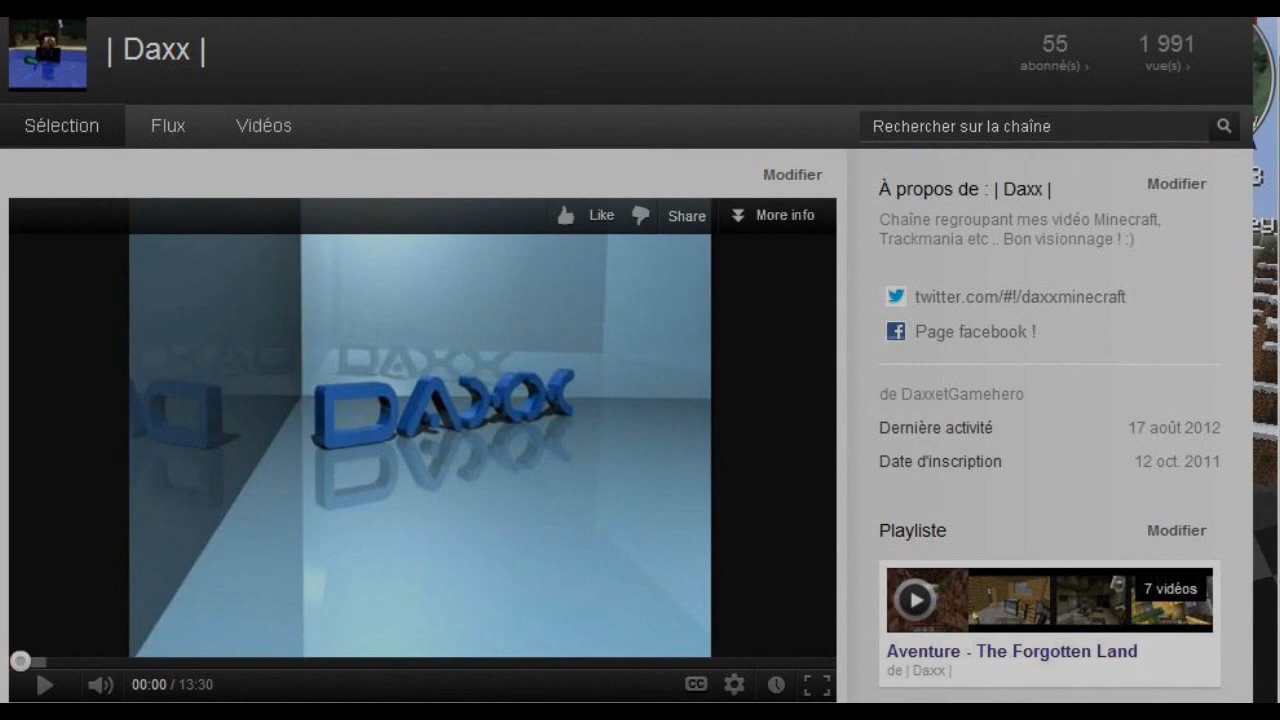 | Daxx |
55
abonné(s) ›
1 991
vue(s) ›
Sélection
Flux
Vidéos
Rechercher sur la chaîne
Modifier
Like
Share
More info
DAXX
00:00 / 13:30
CC
À propos de : | Daxx |
Modifier
Chaîne regroupant mes vidéo Minecraft,
Trackmania etc .. Bon visionnage ! :)
twitter.com/#!/daxxminecraft
Page facebook !
de DaxxetGamehero
Dernière activité
17 août 2012
Date d'inscription
12 oct. 2011
Playliste
Modifier
7 vidéos
Aventure - The Forgotten Land
de | Daxx |